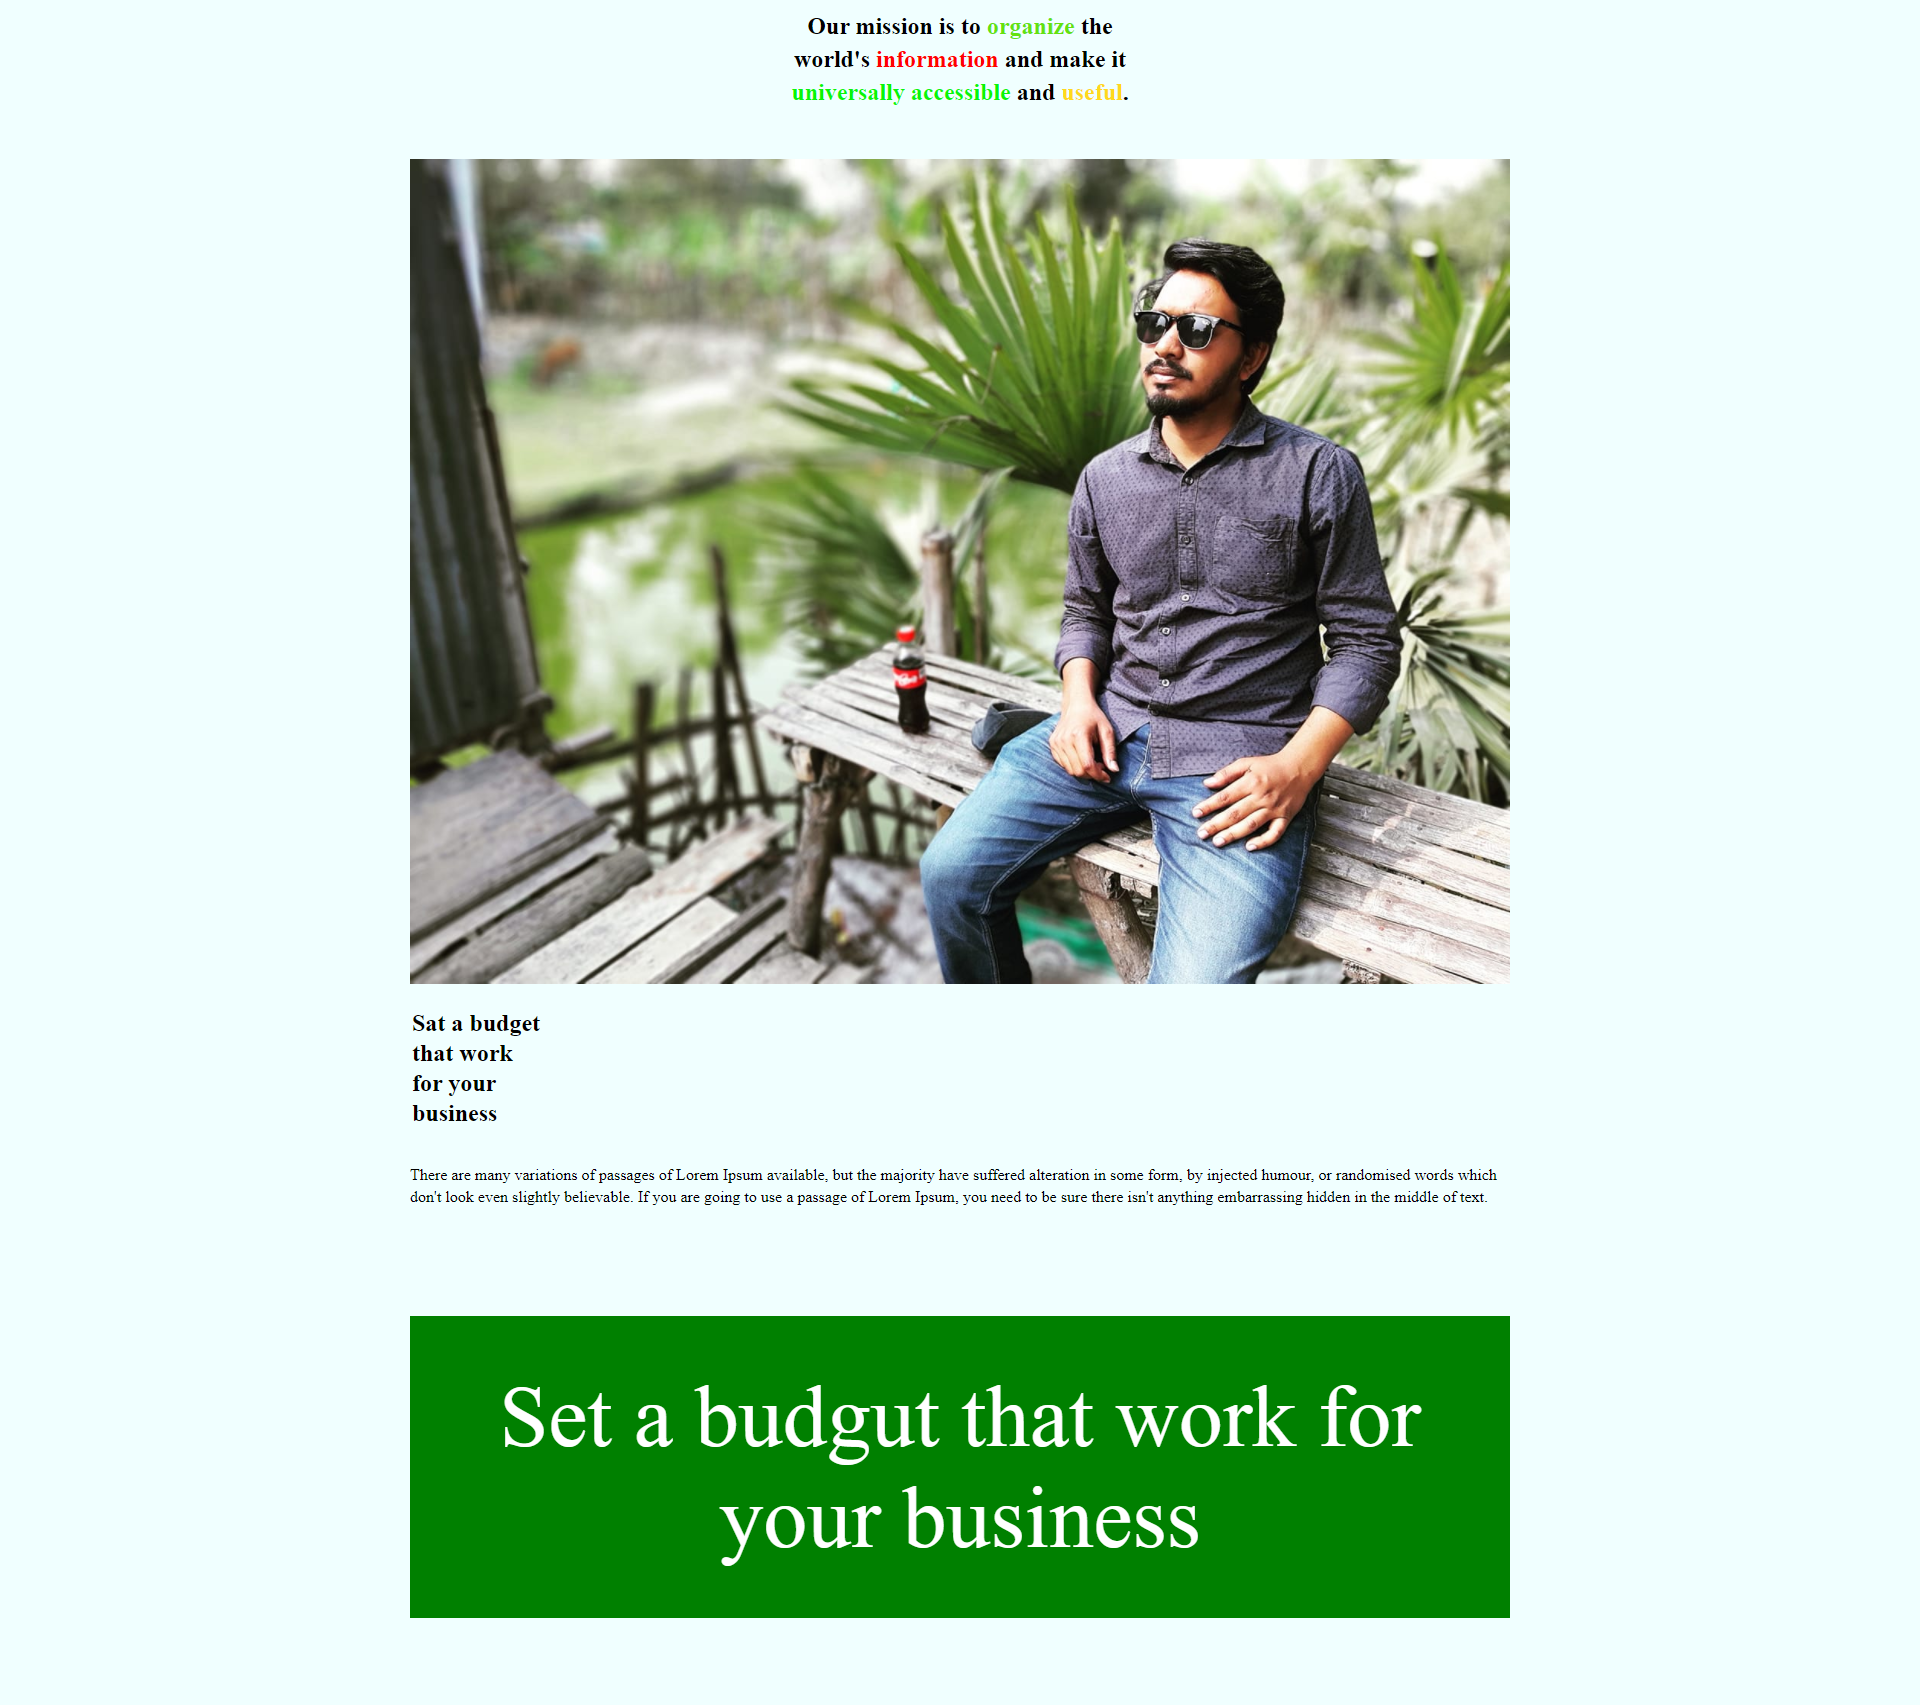 Our mission is to organize the
world's information and make it
universally accessible and useful.
Sat a budget
that work
for your
business
There are many variations of passages of Lorem Ipsum available, but the majority have suffered alteration in some form, by injected humour, or randomised words which
don't look even slightly believable. If you are going to use a passage of Lorem Ipsum, you need to be sure there isn't anything embarrassing hidden in the middle of text.
Set a budgut that work for
your business